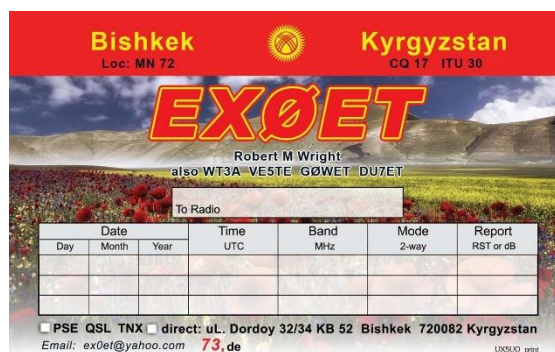 Bishkek Kyrgyzstan
Loc: MN 72 CQ 17 ITU 30
EXØET
Robert M Wright
also WT3A VE5TE GØWET DU7ET
To Radio
Date Time Band Mode Report
Day Month Year UTC MHz 2-way RST or dB
PSE QSL TNX direct: uL. Dordoy 32/34 KB 52 Bishkek 720082 Kyrgyzstan
Email: ex0et@yahoo.com 73, de
UX5UO print